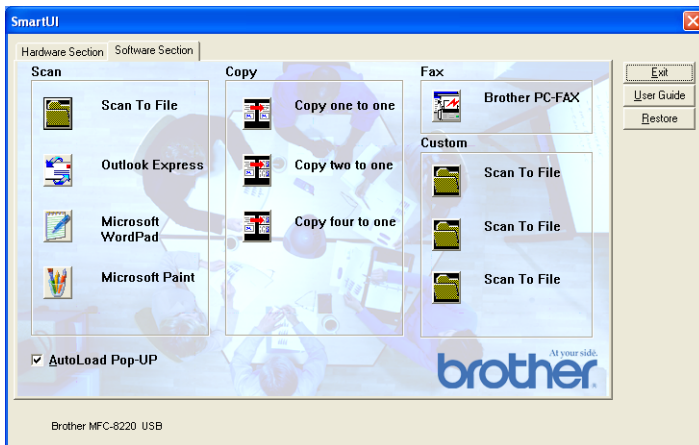 SmartUI
Hardware Section
Software Section
Scan
Scan To File
Outlook Express
Microsoft
WordPad
Microsoft Paint
Copy
Copy one to one
Copy two to one
Copy four to one
Fax
Brother PC-FAX
Custom
Scan To File
Scan To File
Scan To File
Exit
User Guide
Restore
AutoLoad Pop-UP
At your side.
brother
Brother MFC-8220 USB